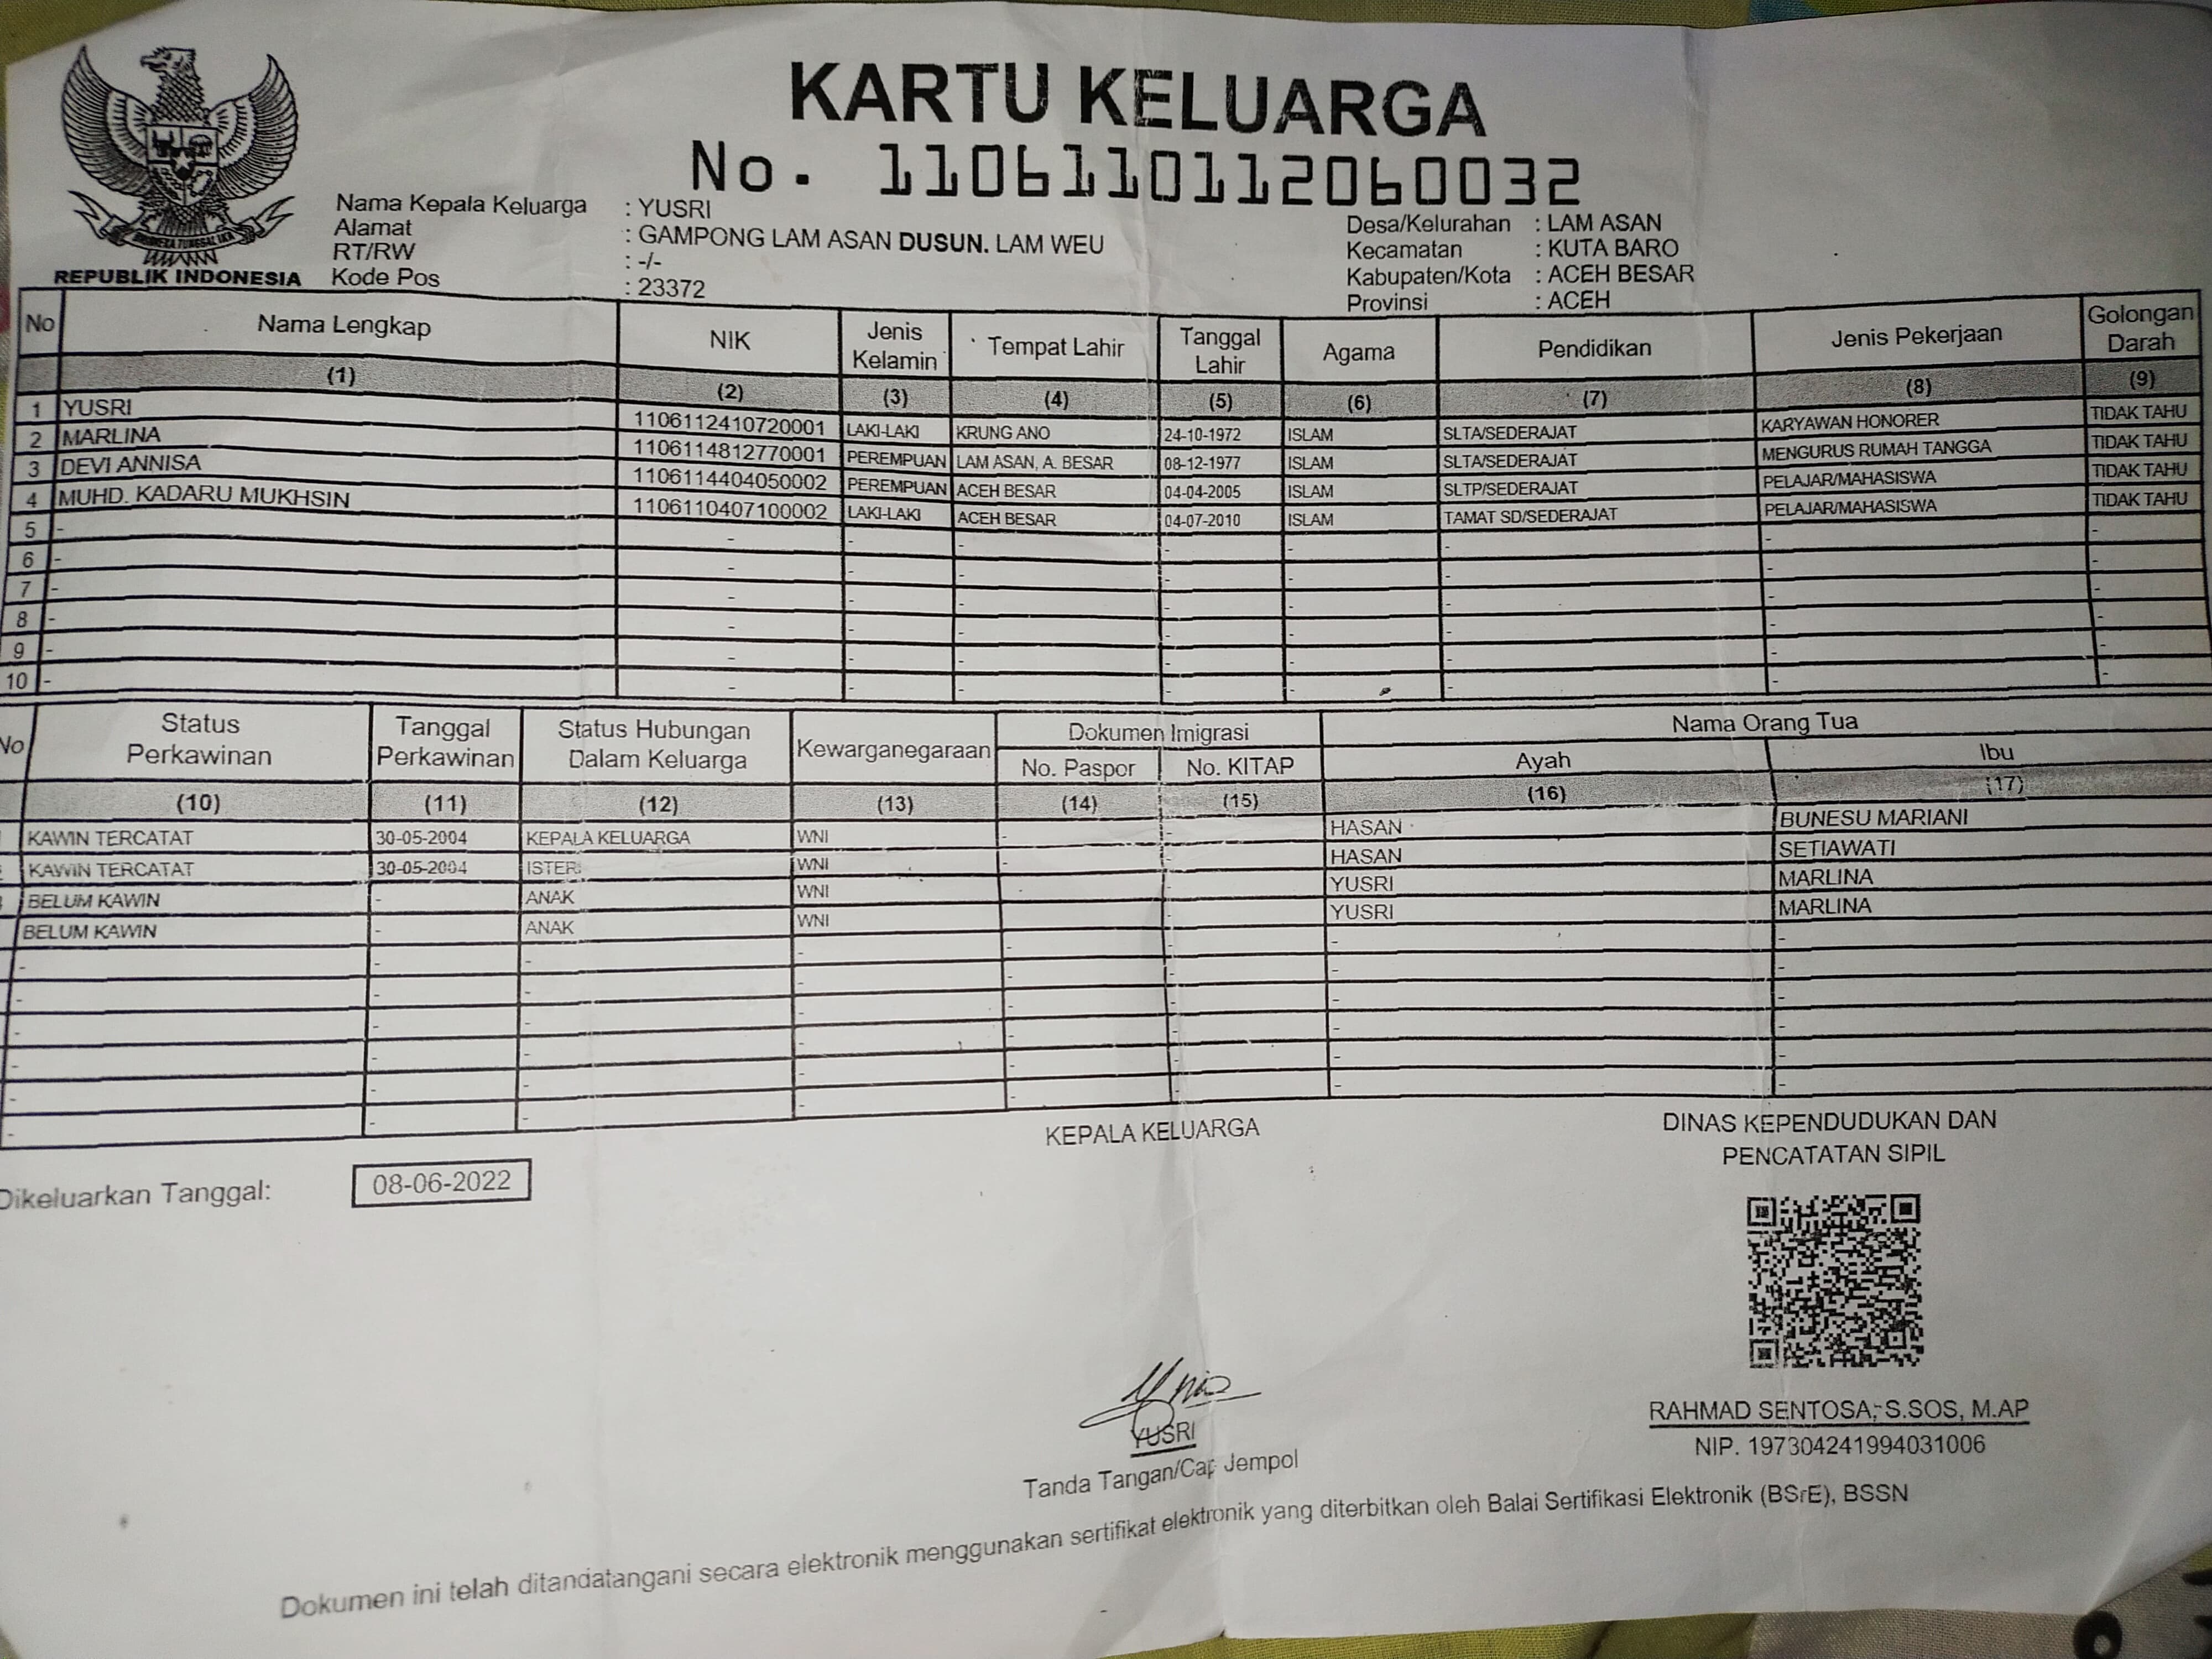 KARTU KELUARGA
No. 1106110112060032
REPUBLIK INDONESIA
Nama Kepala Keluarga : YUSRI
Alamat : GAMPONG LAM ASAN DUSUN. LAM WEU
RT/RW : -/-
Kode Pos : 23372
Desa/Kelurahan : LAM ASAN
Kecamatan : KUTA BARO
Kabupaten/Kota : ACEH BESAR
Provinsi : ACEH
No Nama Lengkap NIK Jenis Kelamin Tempat Lahir Tanggal Lahir Agama Pendidikan Jenis Pekerjaan Golongan Darah
(1) (2) (3) (4) (5) (6) (7) (8) (9)
1 YUSRI 1106112410720001 LAKI-LAKI KRUNG ANO 24-10-1972 ISLAM SLTA/SEDERAJAT KARYAWAN HONORER TIDAK TAHU
2 MARLINA 1106114812770001 PEREMPUAN LAM ASAN, A. BESAR 08-12-1977 ISLAM SLTA/SEDERAJAT MENGURUS RUMAH TANGGA TIDAK TAHU
3 DEVI ANNISA 1106114404050002 PEREMPUAN ACEH BESAR 04-04-2005 ISLAM SLTP/SEDERAJAT PELAJAR/MAHASISWA TIDAK TAHU
4 MUHD. KADARU MUKHSIN 1106110407100002 LAKI-LAKI ACEH BESAR 04-07-2010 ISLAM TAMAT SD/SEDERAJAT PELAJAR/MAHASISWA TIDAK TAHU
5 - - - - - - - - -
6 - - - - - - - - -
7 - - - - - - - - -
8 - - - - - - - - -
9 - - - - - - - - -
10 - - - - - - - - -
No Status Perkawinan Tanggal Perkawinan Status Hubungan Dalam Keluarga Kewarganegaraan Dokumen Imigrasi Nama Orang Tua
No. Paspor No. KITAP Ayah Ibu
(10) (11) (12) (13) (14) (15) (16) (17)
KAWIN TERCATAT 30-05-2004 KEPALA KELUARGA WNI - - HASAN BUNESU MARIANI
KAWIN TERCATAT 30-05-2004 ISTERI WNI - - HASAN SETIAWATI
BELUM KAWIN - ANAK WNI - - YUSRI MARLINA
BELUM KAWIN - ANAK WNI - - YUSRI MARLINA
- - - - - - - -
- - - - - - - -
- - - - - - - -
- - - - - - - -
- - - - - - - -
- - - - - - - -
Dikeluarkan Tanggal: 08-06-2022
KEPALA KELUARGA
YUSRI
Tanda Tangan/Cap Jempol
DINAS KEPENDUDUKAN DAN
PENCATATAN SIPIL
RAHMAD SENTOSA, S.SOS, M.AP
NIP. 197304241994031006
Dokumen ini telah ditandatangani secara elektronik menggunakan sertifikat elektronik yang diterbitkan oleh Balai Sertifikasi Elektronik (BSrE), BSSN